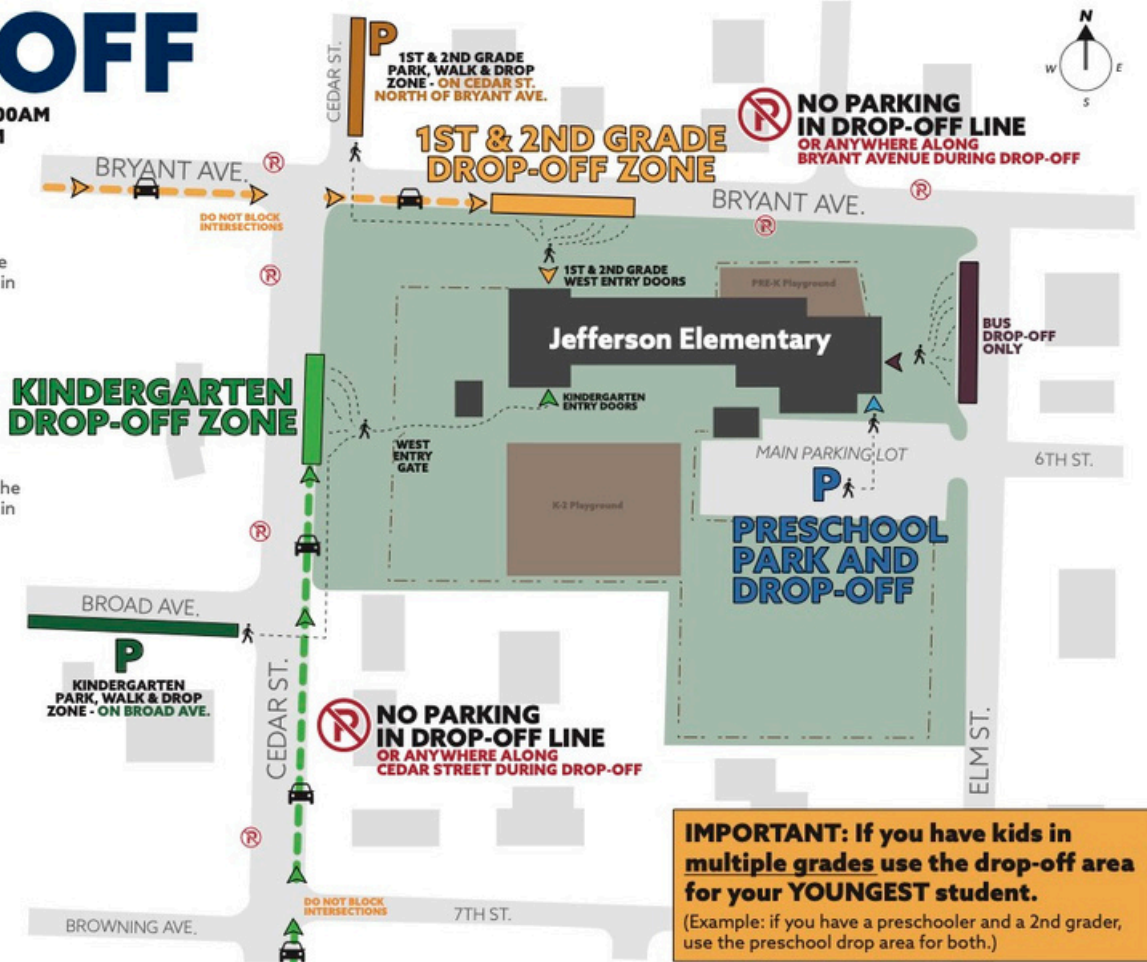 OFF
00AM
CEDAR ST.
P
1ST & 2ND GRADE
PARK, WALK & DROP
ZONE - ON CEDAR ST.
NORTH OF BRYANT AVE.
N
W
E
S
P
NO PARKING
IN DROP-OFF LINE
OR ANYWHERE ALONG
BRYANT AVENUE DURING DROP-OFF
1ST & 2ND GRADE
DROP-OFF ZONE
BRYANT AVE.
P
DO NOT BLOCK
INTERSECTIONS
BRYANT AVE.
P
P
P
in
1ST & 2ND GRADE
WEST ENTRY DOORS
PRE-K Playground
Jefferson Elementary
BUS
DROP-OFF
ONLY
KINDERGARTEN
DROP-OFF ZONE
KINDERGARTEN
ENTRY DOORS
WEST
ENTRY
GATE
MAIN PARKING LOT
6TH ST.
P
in
K-2 Playground
PRESCHOOL
PARK AND
DROP-OFF
P
BROAD AVE.
P
KINDERGARTEN
PARK, WALK & DROP
ZONE - ON BROAD AVE.
CEDAR ST.
P
NO PARKING
IN DROP-OFF LINE
OR ANYWHERE ALONG
CEDAR STREET DURING DROP-OFF
ELM ST.
P
DO NOT BLOCK
INTERSECTIONS
7TH ST.
BROWNING AVE.
IMPORTANT: If you have kids in
multiple grades use the drop-off area
for your YOUNGEST student.
(Example: if you have a preschooler and a 2nd grader,
use the preschool drop area for both.)